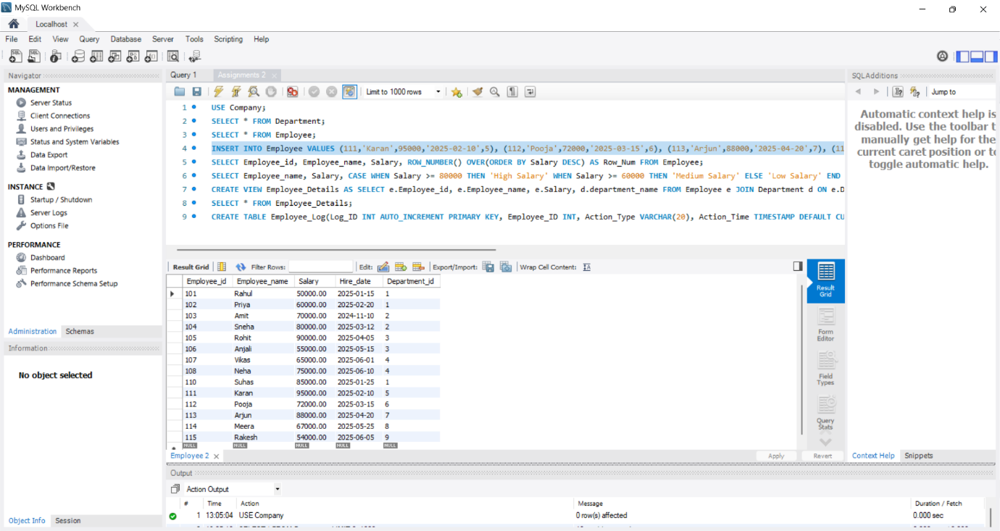 MySQL Workbench
Localhost
File Edit View Query Database Server Tools Scripting Help
Navigator
MANAGEMENT
Server Status
Client Connections
Users and Privileges
Status and System Variables
Data Export
Data Import/Restore
INSTANCE
Startup / Shutdown
Server Logs
Options File
PERFORMANCE
Dashboard
Performance Reports
Performance Schema Setup
Administration Schemas
Information
No object selected
Object Info Session
Query 1 Assignments 2
Limit to 1000 rows
1 USE Company;
2 SELECT * FROM Department;
3 SELECT * FROM Employee;
4 INSERT INTO Employee VALUES (111,'Karan',95000,'2025-02-10',5), (112,'Pooja',72000,'2025-03-15',6), (113,'Arjun',88000,'2025-04-20',7), (11
5 SELECT Employee_id, Employee_name, Salary, ROW_NUMBER() OVER(ORDER BY Salary DESC) AS Row_Num FROM Employee;
6 SELECT Employee_name, Salary, CASE WHEN Salary >= 80000 THEN 'High Salary' WHEN Salary >= 60000 THEN 'Medium Salary' ELSE 'Low Salary' END
7 CREATE VIEW Employee_Details AS SELECT e.Employee_id, e.Employee_name, e.Salary, d.department_name FROM Employee e JOIN Department d ON e.D
8 SELECT * FROM Employee_Details;
9 CREATE TABLE Employee_Log(Log_ID INT AUTO_INCREMENT PRIMARY KEY, Employee_ID INT, Action_Type VARCHAR(20), Action_Time TIMESTAMP DEFAULT CU
Result Grid Filter Rows: Edit: Export/Import: Wrap Cell Content:
Employee_id Employee_name Salary Hire_date Department_id
101 Rahul 50000.00 2025-01-15 1
102 Priya 60000.00 2025-02-20 1
103 Amit 70000.00 2024-11-10 2
104 Sneha 80000.00 2025-03-12 2
105 Rohit 90000.00 2025-04-05 3
106 Anjali 55000.00 2025-05-15 3
107 Vikas 65000.00 2025-06-01 4
108 Neha 75000.00 2025-06-10 4
110 Suhas 85000.00 2025-01-25 1
111 Karan 95000.00 2025-02-10 5
112 Pooja 72000.00 2025-03-15 6
113 Arjun 88000.00 2025-04-20 7
114 Meera 67000.00 2025-05-25 8
115 Rakesh 54000.00 2025-06-05 9
NULL NULL NULL NULL NULL
Result
Grid
Form
Editor
Field
Types
Query
Stats
Employee 2 Apply Revert
SQLAdditions
Jump to
Automatic context help is
disabled. Use the toolbar t
manually get help for the
current caret position or to
toggle automatic help.
Context Help Snippets
Output
Action Output
# Time Action Message Duration / Fetch
1 13:05:04 USE Company 0 row(s) affected 0.000 sec